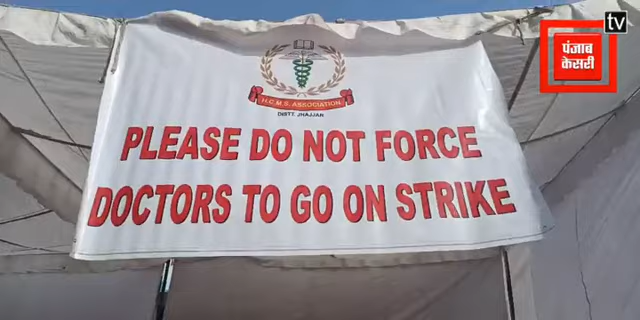 पंजाब
केसरी
tv
H.C.M.S. ASSOCIATION
DISTT. JHAJJAR
PLEASE DO NOT FORCE
DOCTORS TO GO ON STRIKE